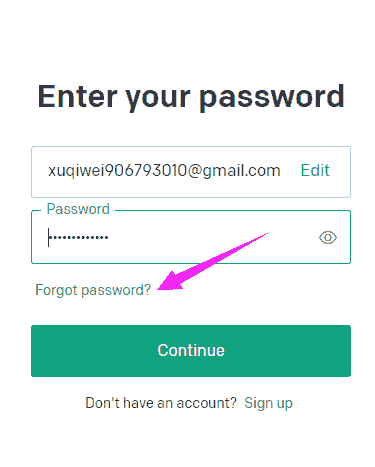 Enter your password
xuqiwei906793010@gmail.com Edit
Password
•••••••••••••
Forgot password?
Continue
Don't have an account? Sign up